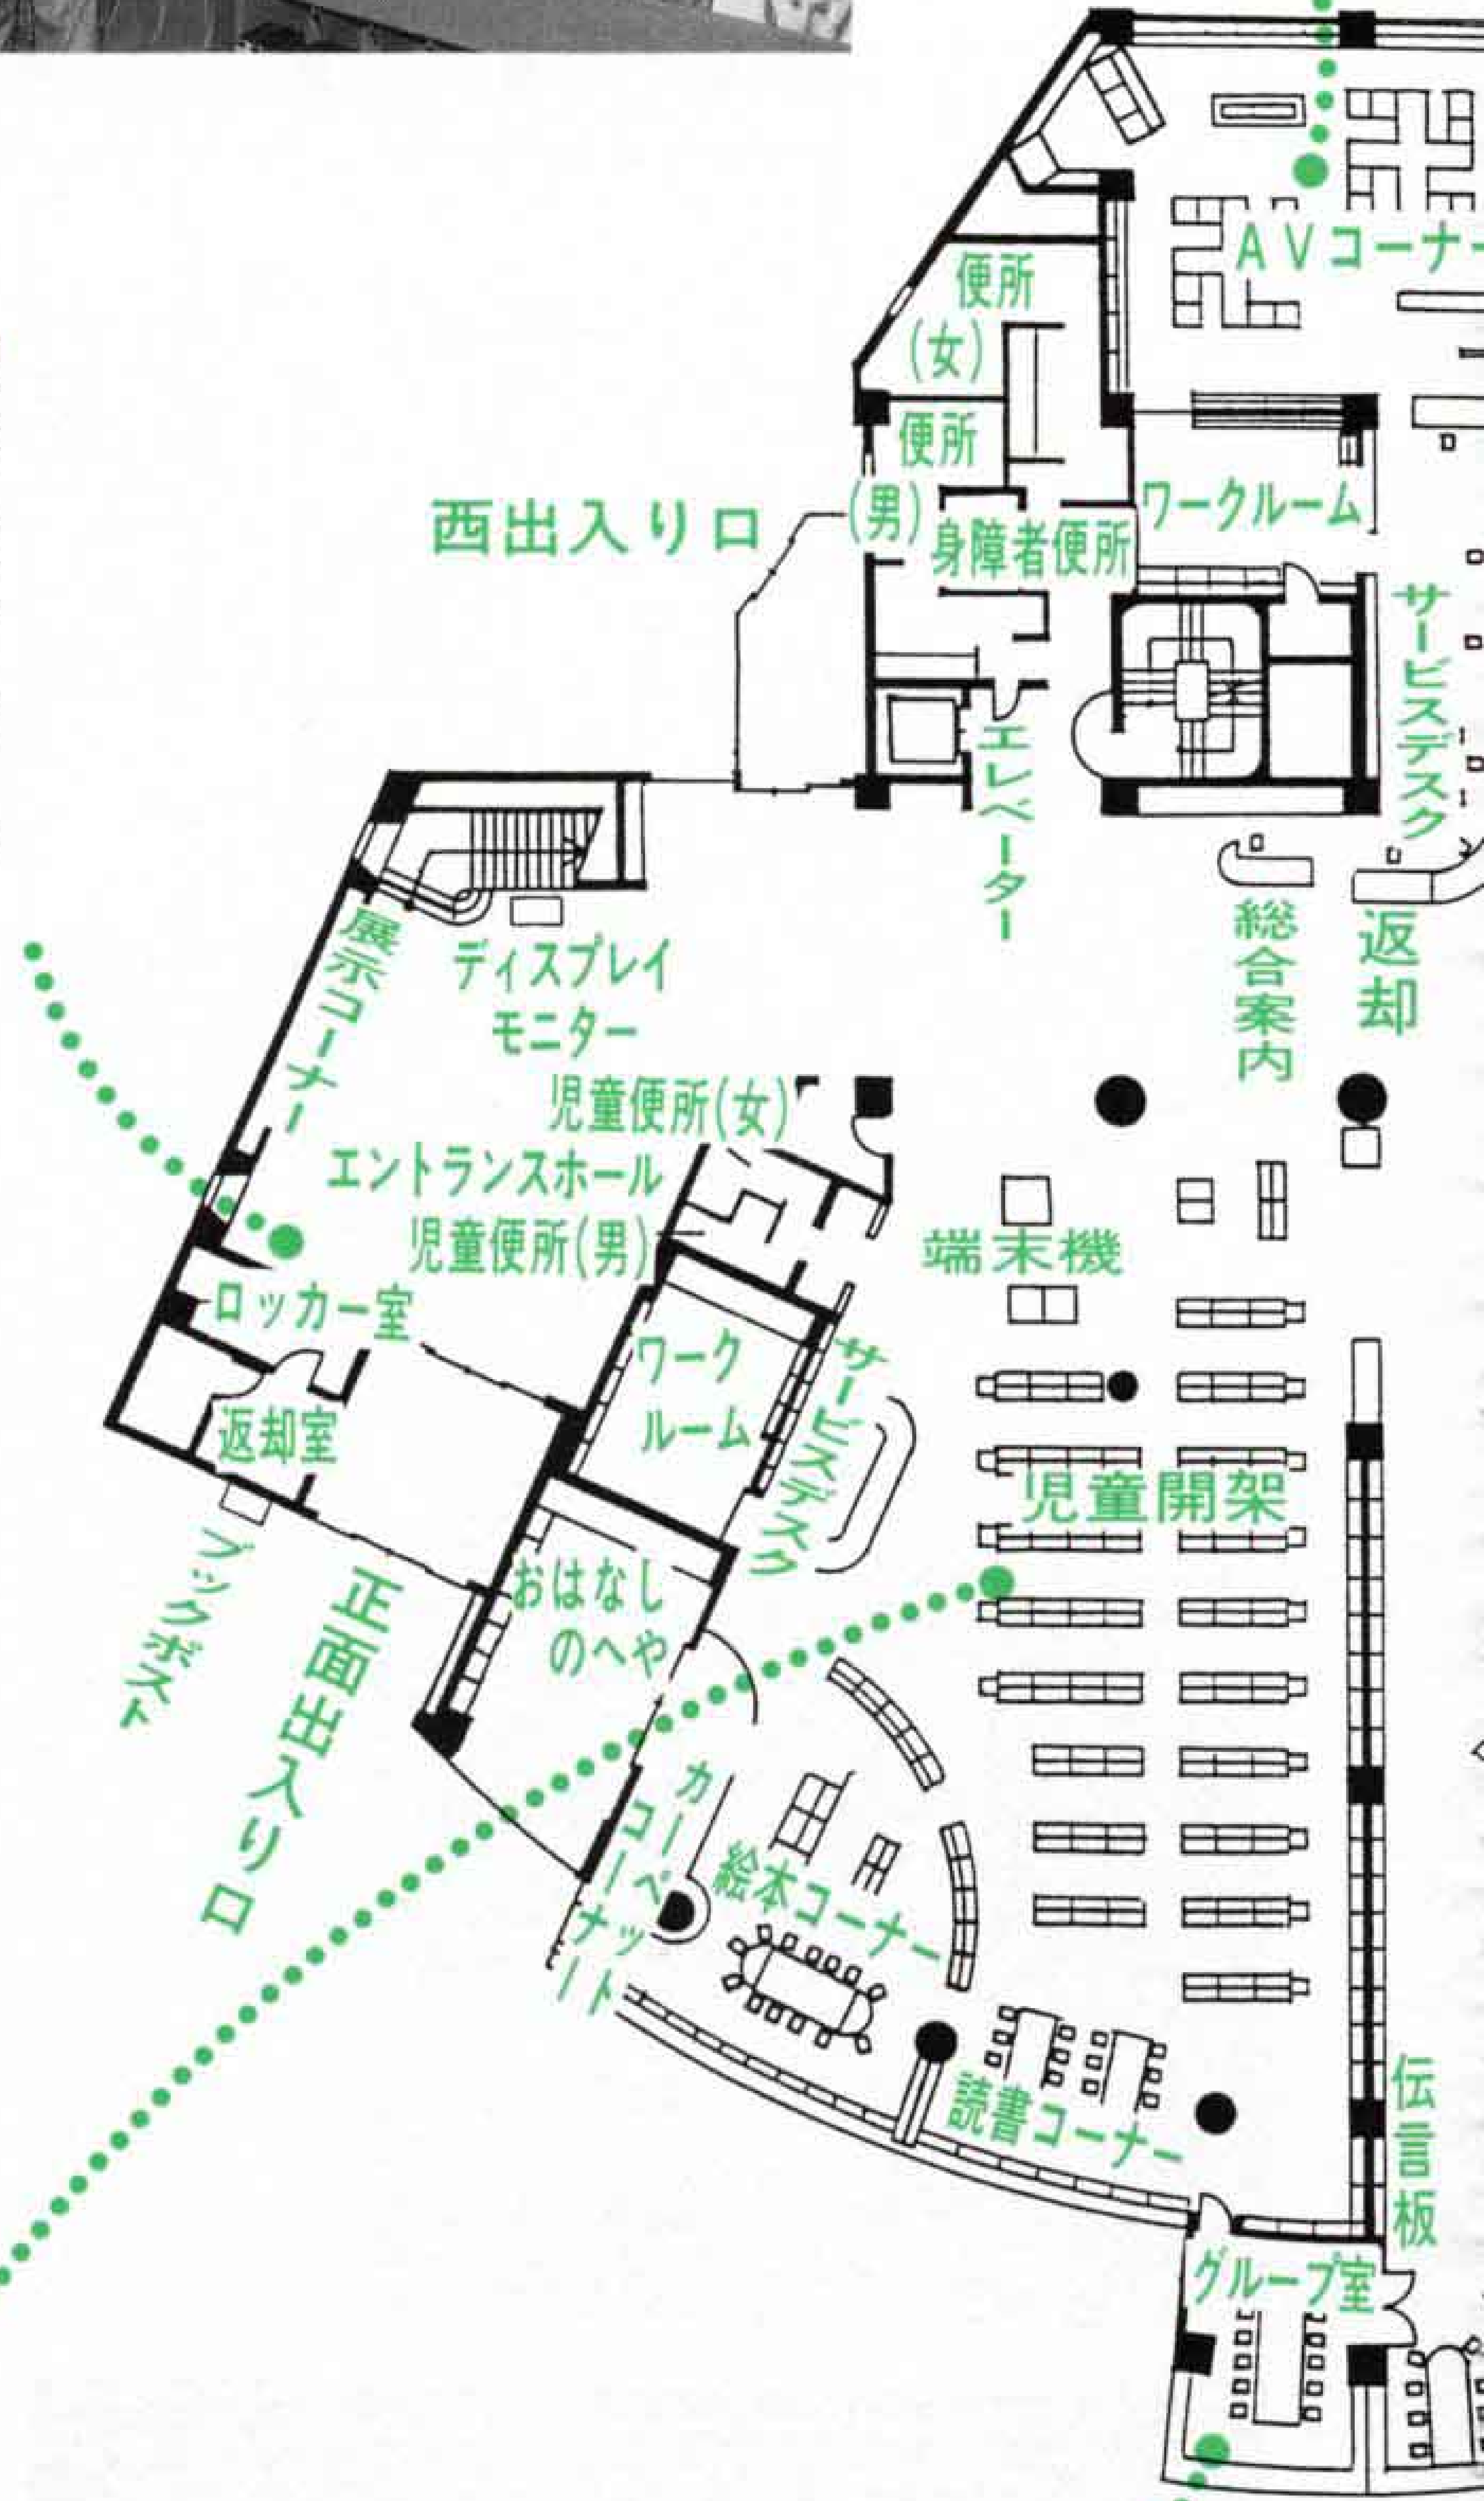 AVコーナー
便所
(女)
便所
(男)
西出入り口
身障者便所
ワークルーム
サービスデスク
エレベーター
総合案内
返却
展示コーナー
ディスプレイ
モニター
児童便所(女)
エントランスホール
児童便所(男)
端末機
ロッカー室
ワーク
ルーム
サービスデスク
返却室
児童開架
ブックポスト
正面出入り口
おはなし
のへや
カーペット
コーナー
絵本コーナー
読書コーナー
伝言板
グループ室